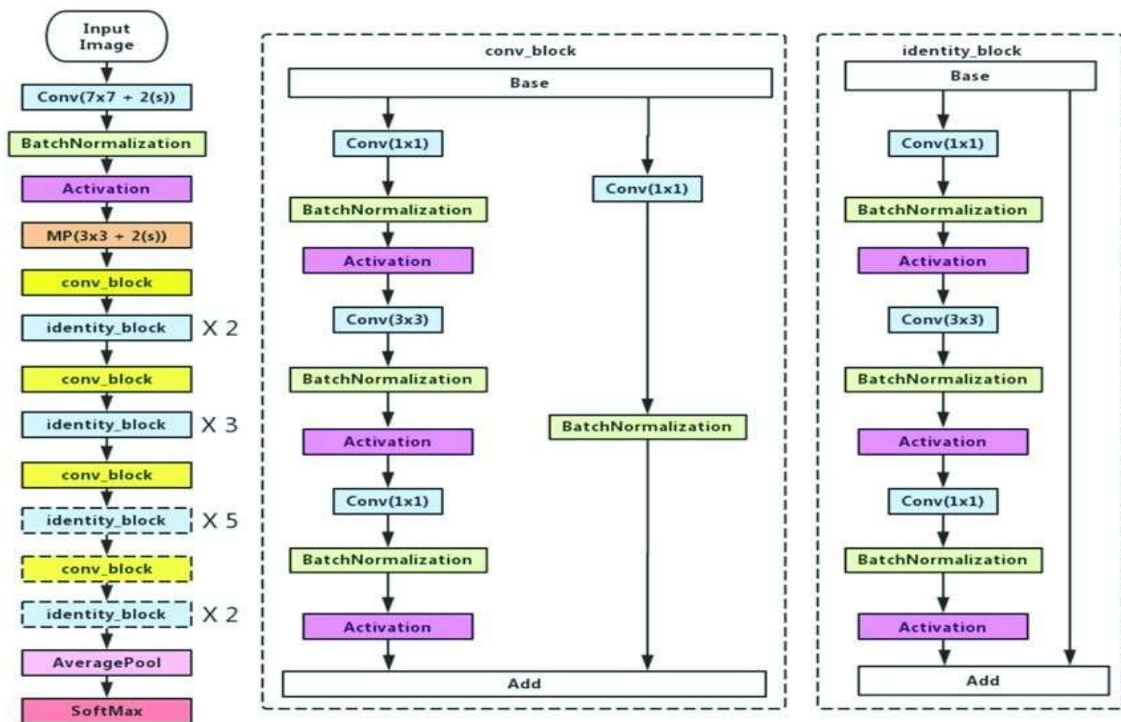 Input
Image
Conv(7x7 + 2(s))
BatchNormalization
Activation
MP(3x3 + 2(s))
conv_block
identity_block X 2
conv_block
identity_block X 3
conv_block
identity_block X 5
conv_block
identity_block X 2
AveragePool
SoftMax
conv_block
Base
Conv(1x1)
BatchNormalization
Activation
Conv(3x3)
BatchNormalization
Activation
Conv(1x1)
BatchNormalization
Activation
Conv(1x1)
BatchNormalization
Add
identity_block
Base
Conv(1x1)
BatchNormalization
Activation
Conv(3x3)
BatchNormalization
Activation
Conv(1x1)
BatchNormalization
Activation
Add